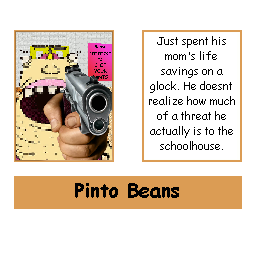 Just spent his
mom's life
savings on a
glock. He doesnt
realize how much
of a threat he
actually is to the
schoolhouse.
Pinto Beans